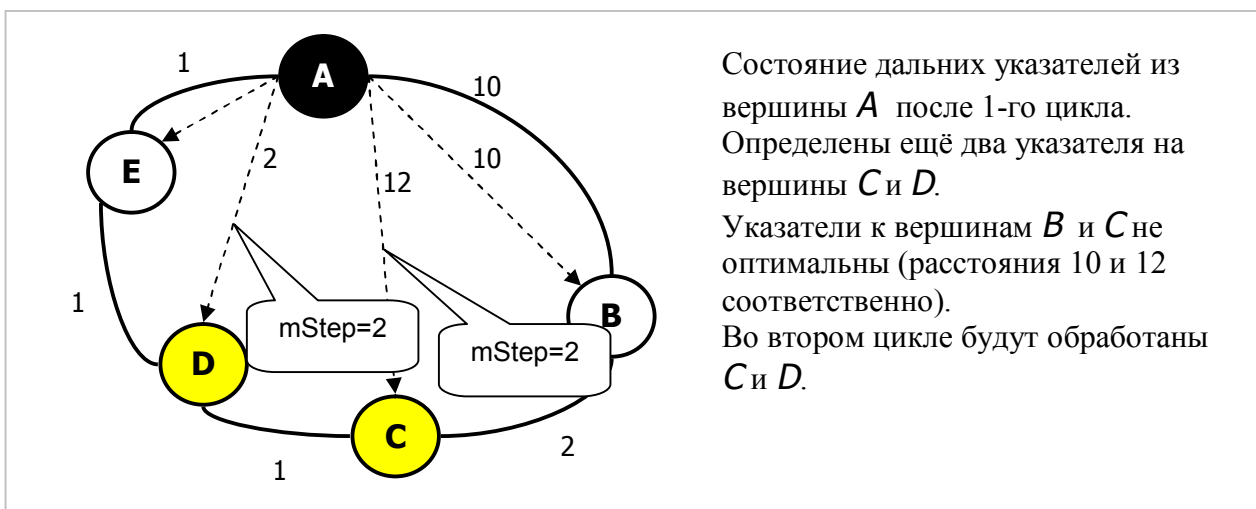 1
A
10
E
2
12
10
1
mStep=2
mStep=2
B
D
C
1
2
Состояние дальних указателей из
вершины A после 1-го цикла.
Определены ещё два указателя на
вершины C и D.
Указатели к вершинам B и C не
оптимальны (расстояния 10 и 12
соответственно).
Во втором цикле будут обработаны
C и D.